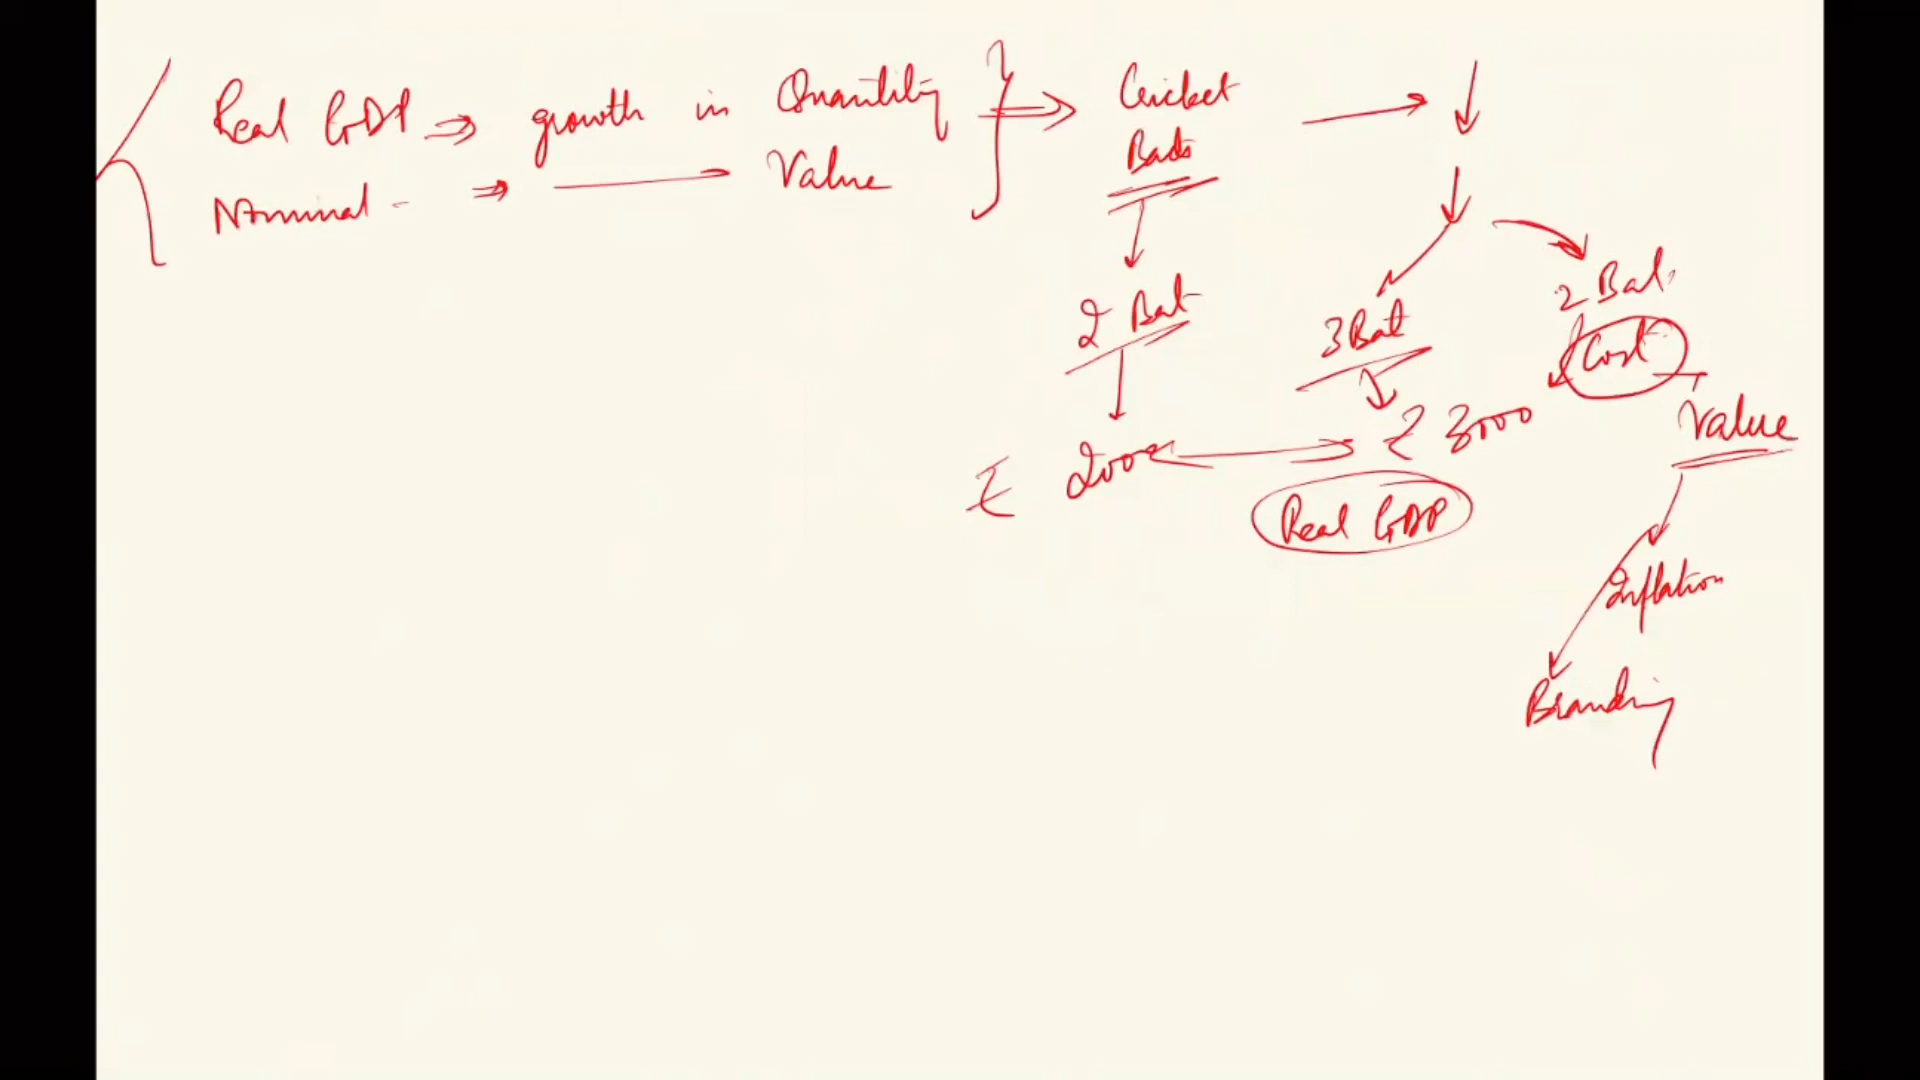 Real GDP ⇒ growth in Quantity
Nominal - ⇒ Value
Cricket
Bats
2 Bat
₹ 2000
3 Bat
₹ 3000
Real GDP
2 Bat
Cost
Value
Inflation
Branding